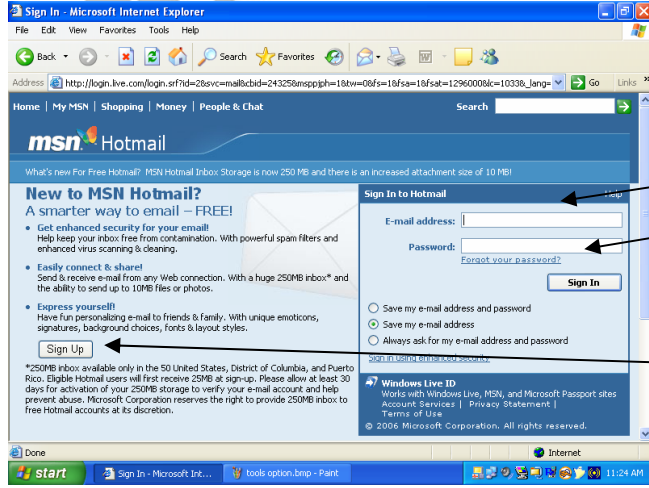 Sign In - Microsoft Internet Explorer
File Edit View Favorites Tools Help
Back Search Favorites
Address http://login.live.com/login.srf?id=2&svc=mail&cbid=24325&msppjph=1&tw=0&fs=1&fsa=1&fsat=1296000&lc=1033&_lang= Go Links »
Home | My MSN | Shopping | Money | People & Chat Search
msn Hotmail
What's new For Free Hotmail? MSN Hotmail Inbox Storage is now 250 MB and there is an increased attachment size of 10 MB!
New to MSN Hotmail?
A smarter way to email – FREE!
• Get enhanced security for your email!
Help keep your inbox free from contamination. With powerful spam filters and
enhanced virus scanning & cleaning.
• Easily connect & share!
Send & receive e-mail from any Web connection. With a huge 250MB inbox* and
the ability to send up to 10MB files or photos.
• Express yourself!
Have fun personalizing e-mail to friends & family. With unique emoticons,
signatures, background choices, fonts & layout styles.
Sign Up
*250MB inbox available only in the 50 United States, District of Columbia, and Puerto
Rico. Eligible Hotmail users will first receive 25MB at sign-up. Please allow at least 30
days for activation of your 250MB storage to verify your e-mail account and help
prevent abuse. Microsoft Corporation reserves the right to provide 250MB inbox to
free Hotmail accounts at its discretion.
Sign In to Hotmail Help
E-mail address:
Password:
Forgot your password?
Sign In
Save my e-mail address and password
Save my e-mail address
Always ask for my e-mail address and password
Sign in using enhanced security
Windows Live ID
Works with Windows Live, MSN, and Microsoft Passport sites
Account Services | Privacy Statement |
Terms of Use
© 2006 Microsoft Corporation. All rights reserved.
Done Internet
start Sign In - Microsoft Int... tools option.bmp - Paint 11:24 AM